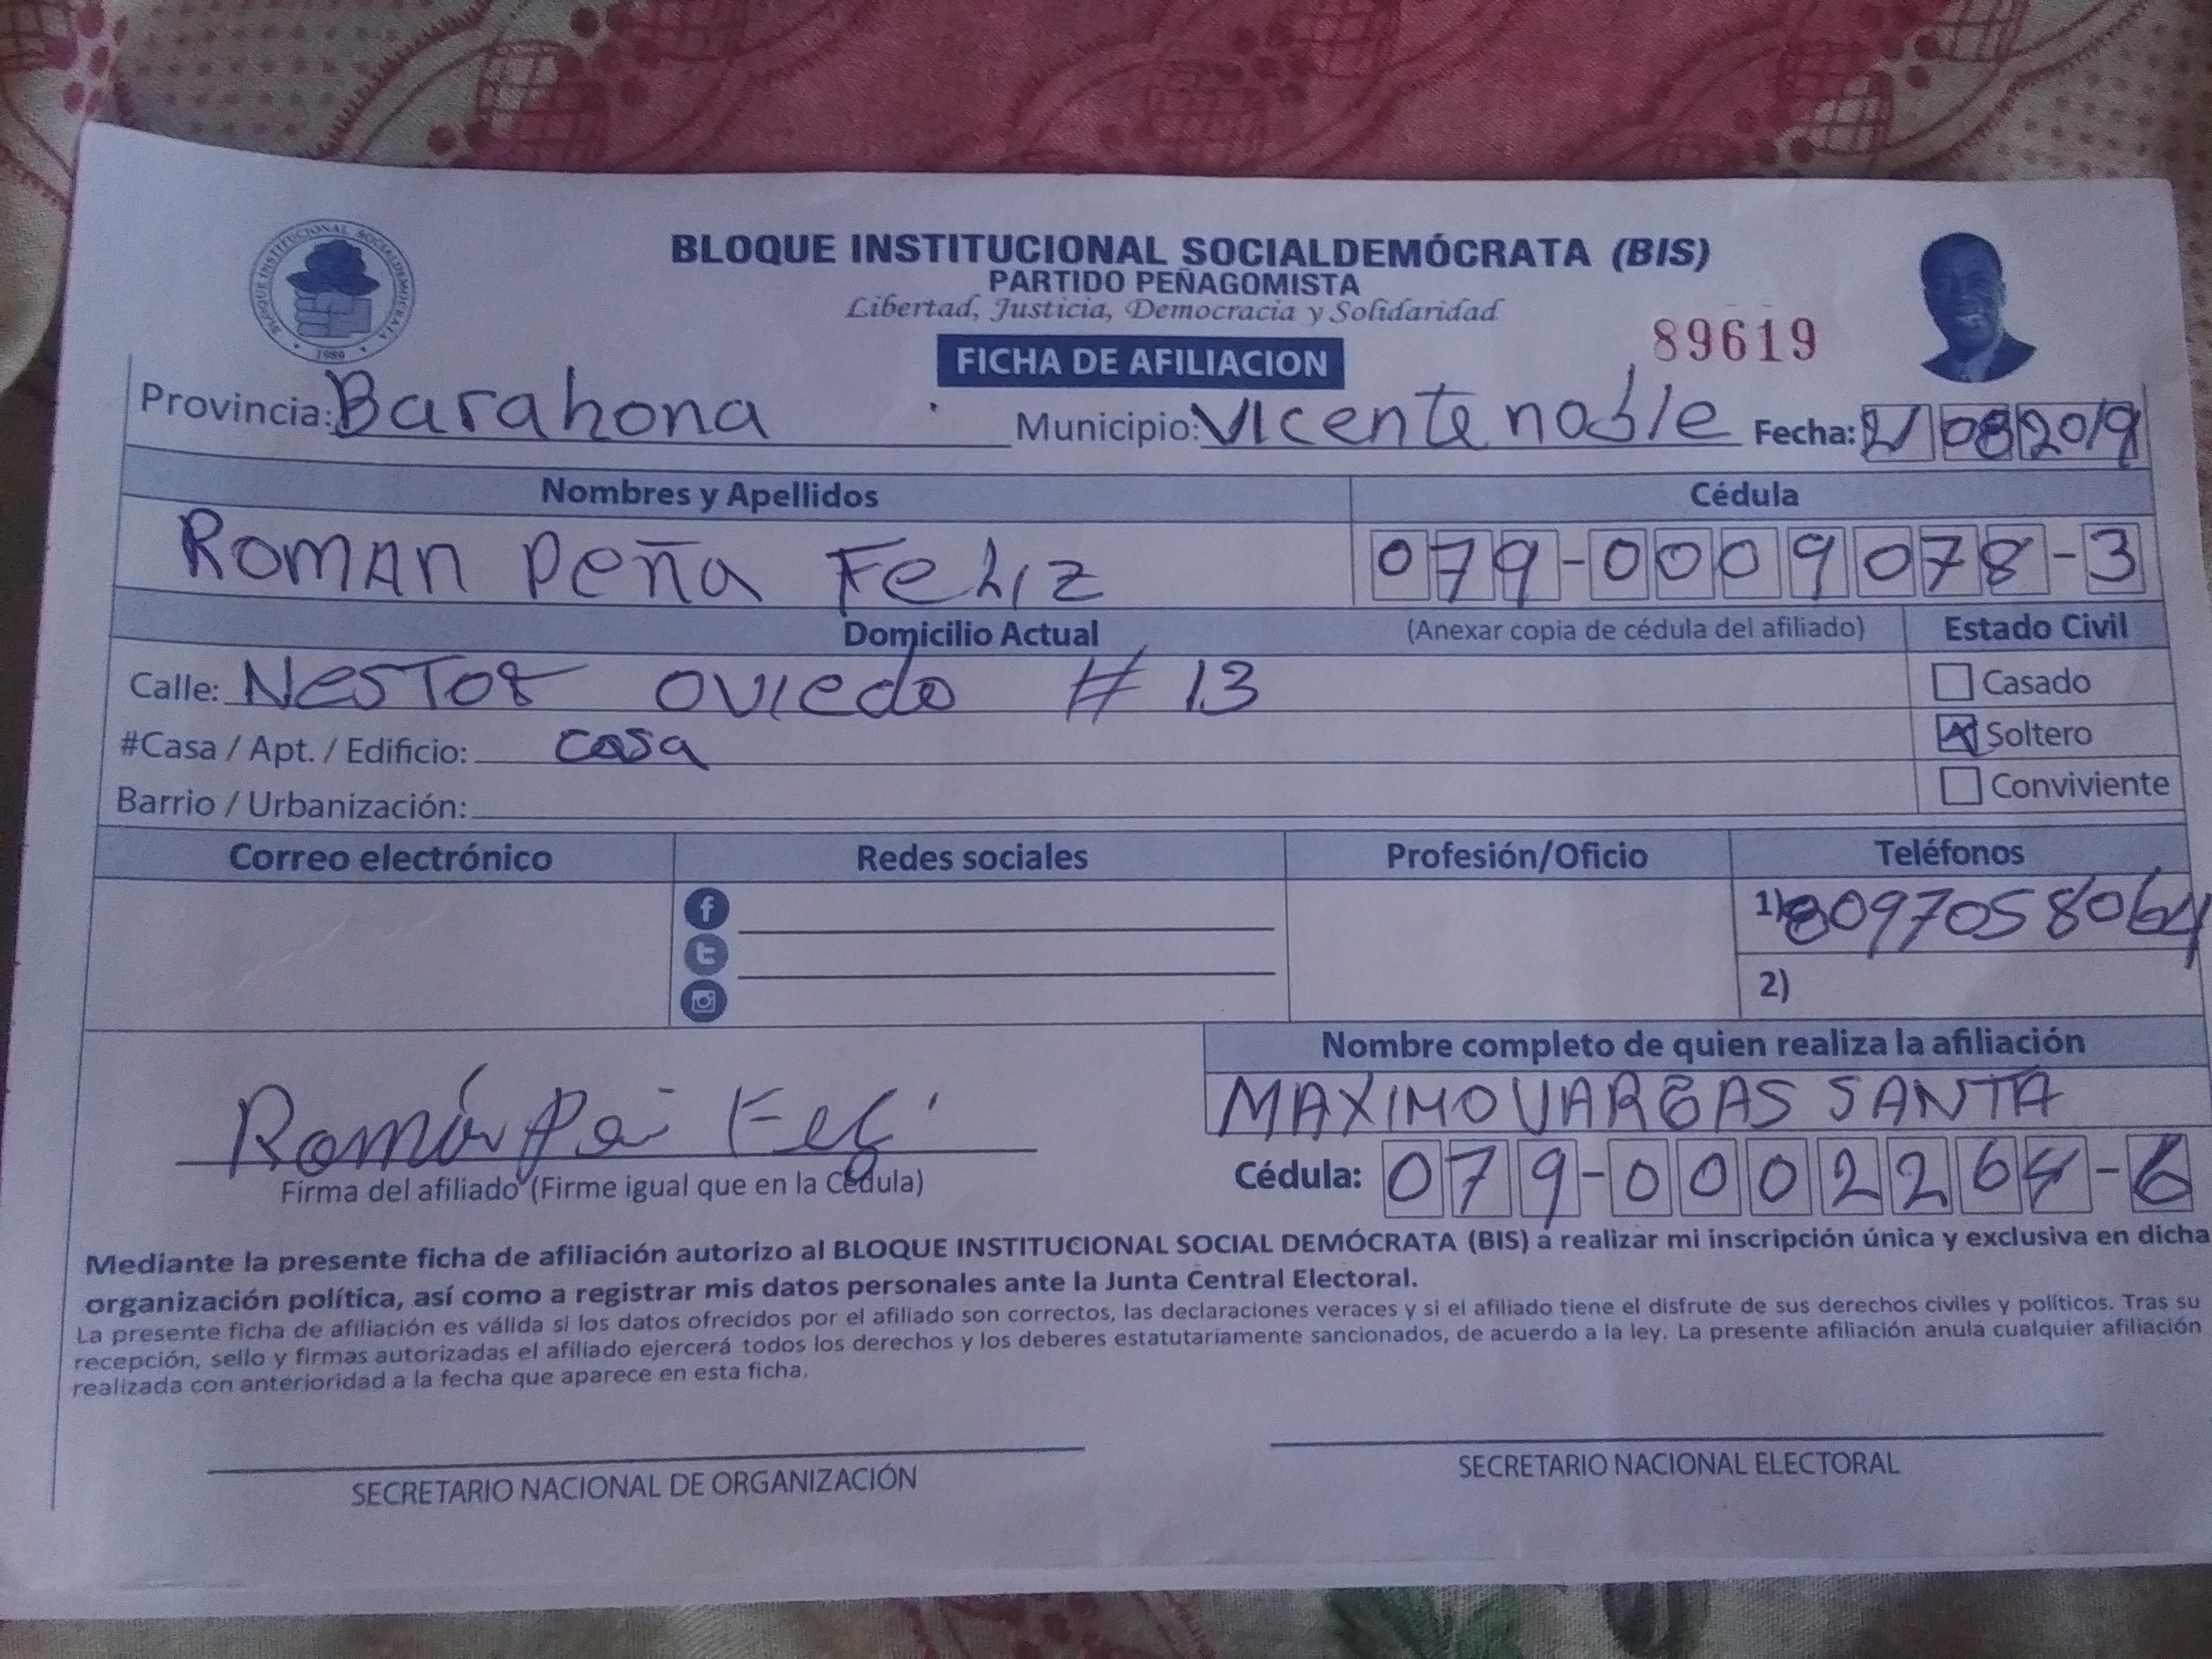 BLOQUE INSTITUCIONAL SOCIALDEMÓCRATA (BIS)
PARTIDO PEÑAGOMISTA
Libertad, Justicia, Democracia y Solidaridad
BLOQUE INSTITUCIONAL SOCIALDEMOCRATA
1989
89619
FICHA DE AFILIACION
Provincia: Barahona Municipio: Vicente noble Fecha: 21 08 2019
Nombres y Apellidos Cédula
ROMAN Peña FeLiz 079-0009078-3
Domicilio Actual (Anexar copia de cédula del afiliado) Estado Civil
Calle: NesTor oviedo # 13 Casado
#Casa / Apt. / Edificio: casa Soltero
Barrio / Urbanización: Conviviente
Correo electrónico Redes sociales Profesión/Oficio Teléfonos
1) 8097058064
2)
Nombre completo de quien realiza la afiliación
MAXIMO VARGAS SANTA
Román
Firma del afiliado (Firme igual que en la Cédula)
Cédula: 079-0002264-6
Mediante la presente ficha de afiliación autorizo al BLOQUE INSTITUCIONAL SOCIAL DEMÓCRATA (BIS) a realizar mi inscripción única y exclusiva en dicha
organización política, así como a registrar mis datos personales ante la Junta Central Electoral.
La presente ficha de afiliación es válida si los datos ofrecidos por el afiliado son correctos, las declaraciones veraces y si el afiliado tiene el disfrute de sus derechos civiles y políticos. Tras su
recepción, sello y firmas autorizadas el afiliado ejercerá todos los derechos y los deberes estatutariamente sancionados, de acuerdo a la ley. La presente afiliación anula cualquier afiliación
realizada con anterioridad a la fecha que aparece en esta ficha.
SECRETARIO NACIONAL DE ORGANIZACIÓN SECRETARIO NACIONAL ELECTORAL